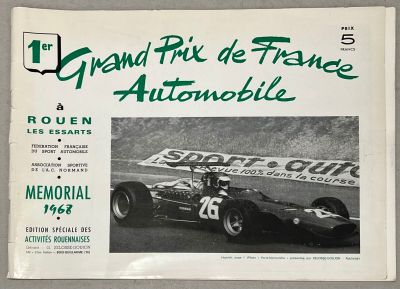 1er
Grand Prix de France
Automobile
PRIX
5
FRANCS
à
ROUEN
LES ESSARTS
FÉDÉRATION FRANÇAISE
DU SPORT AUTOMOBILE
ASSOCIATION SPORTIVE
DE L'A.C. NORMAND
MEMORIAL
1968
EDITION SPÉCIALE DES
ACTIVITÉS ROUENNAISES
sport-auto
revue 100% dans la course
26